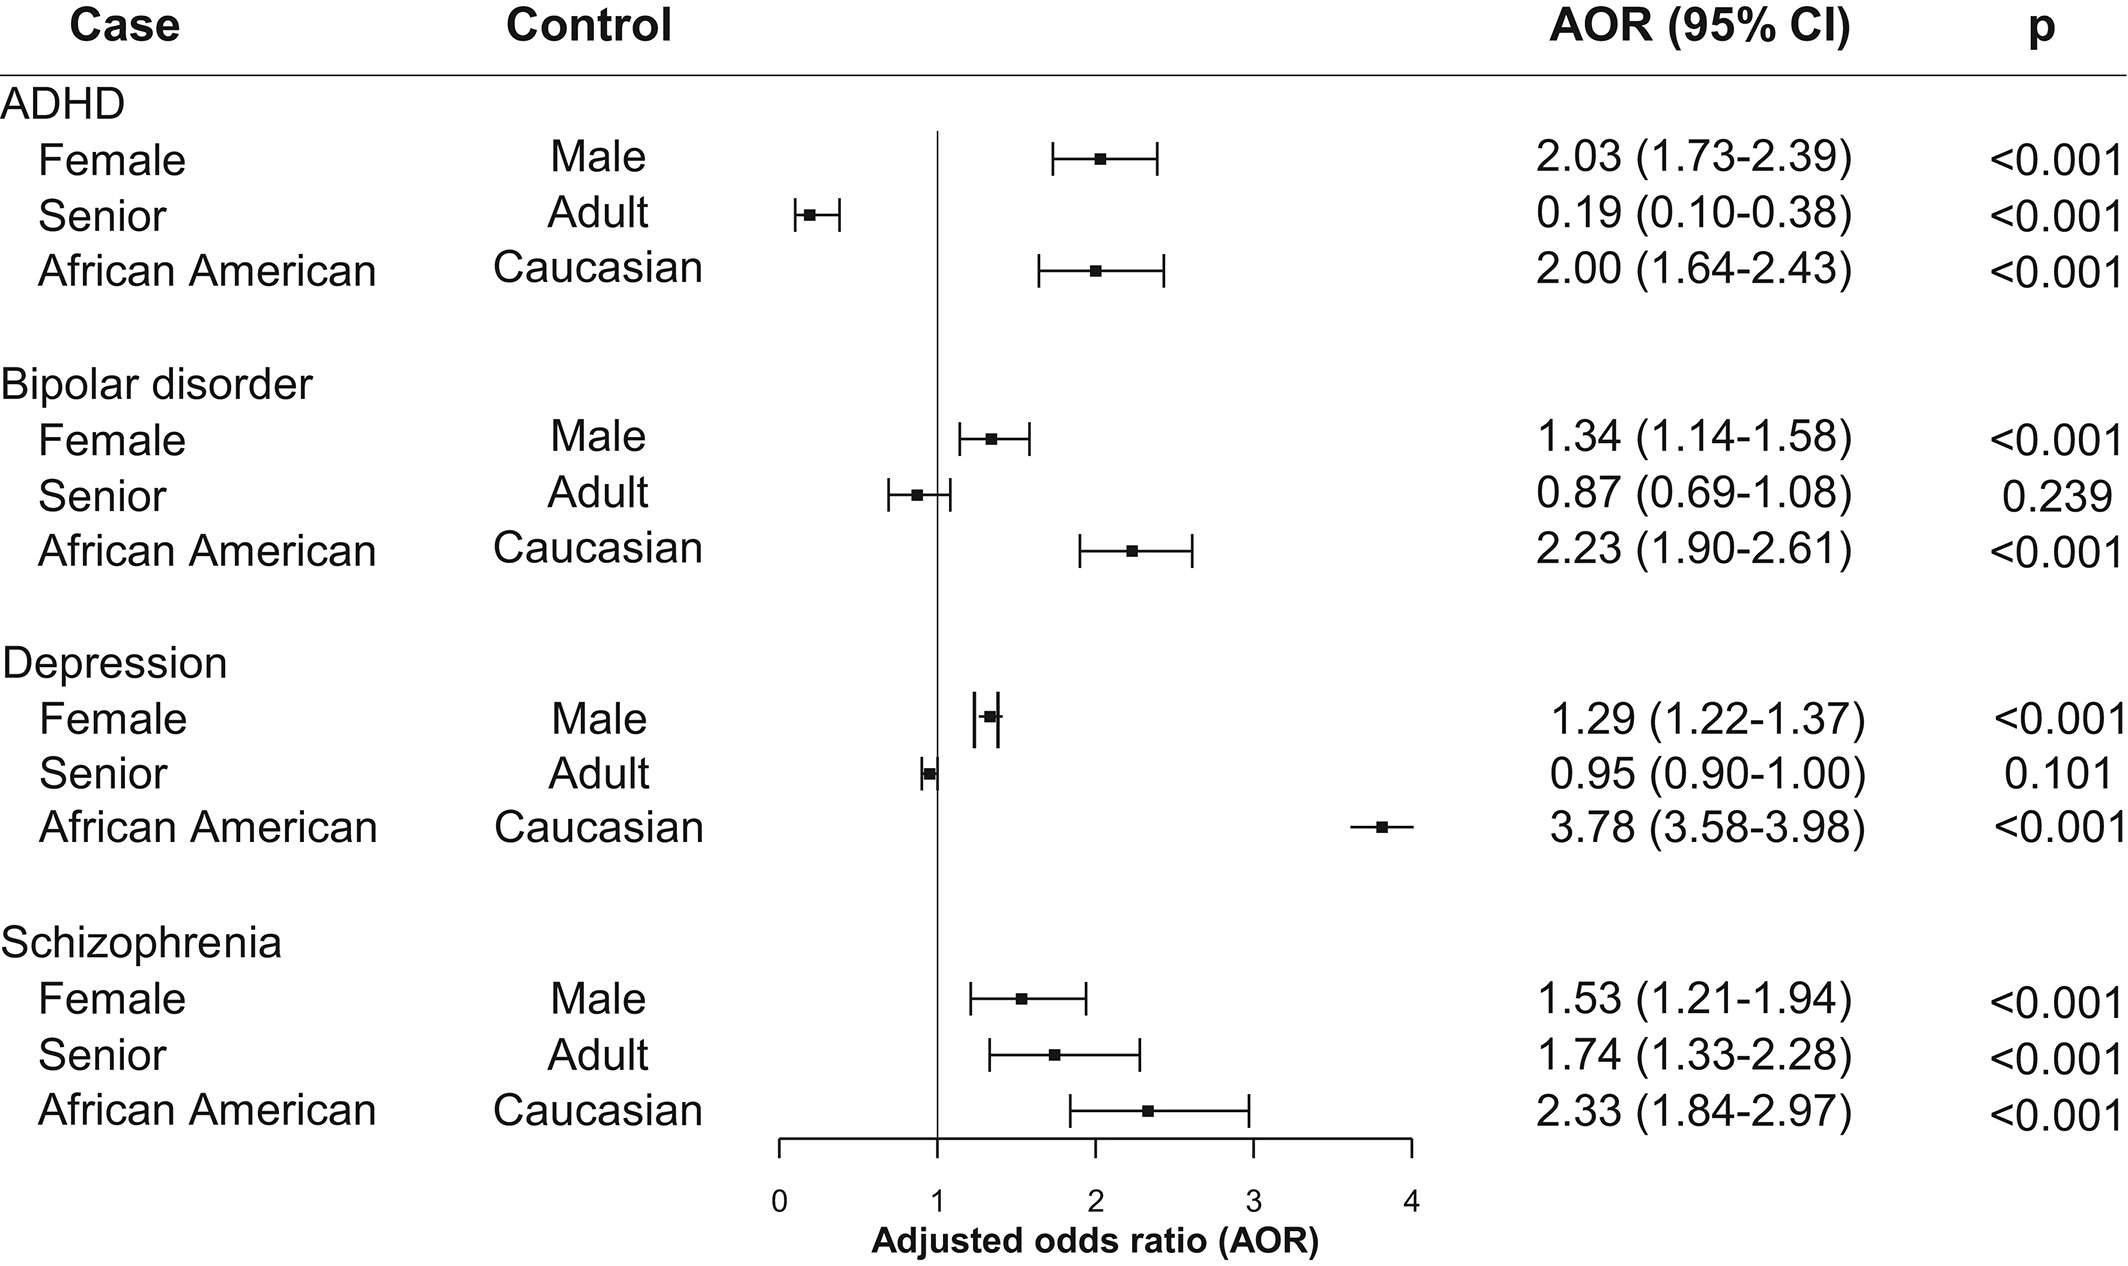 Case Control AOR (95% CI) p
ADHD
Female Male 2.03 (1.73-2.39) <0.001
Senior Adult 0.19 (0.10-0.38) <0.001
African American Caucasian 2.00 (1.64-2.43) <0.001
Bipolar disorder
Female Male 1.34 (1.14-1.58) <0.001
Senior Adult 0.87 (0.69-1.08) 0.239
African American Caucasian 2.23 (1.90-2.61) <0.001
Depression
Female Male 1.29 (1.22-1.37) <0.001
Senior Adult 0.95 (0.90-1.00) 0.101
African American Caucasian 3.78 (3.58-3.98) <0.001
Schizophrenia
Female Male 1.53 (1.21-1.94) <0.001
Senior Adult 1.74 (1.33-2.28) <0.001
African American Caucasian 2.33 (1.84-2.97) <0.001
0 1 2 3 4
Adjusted odds ratio (AOR)